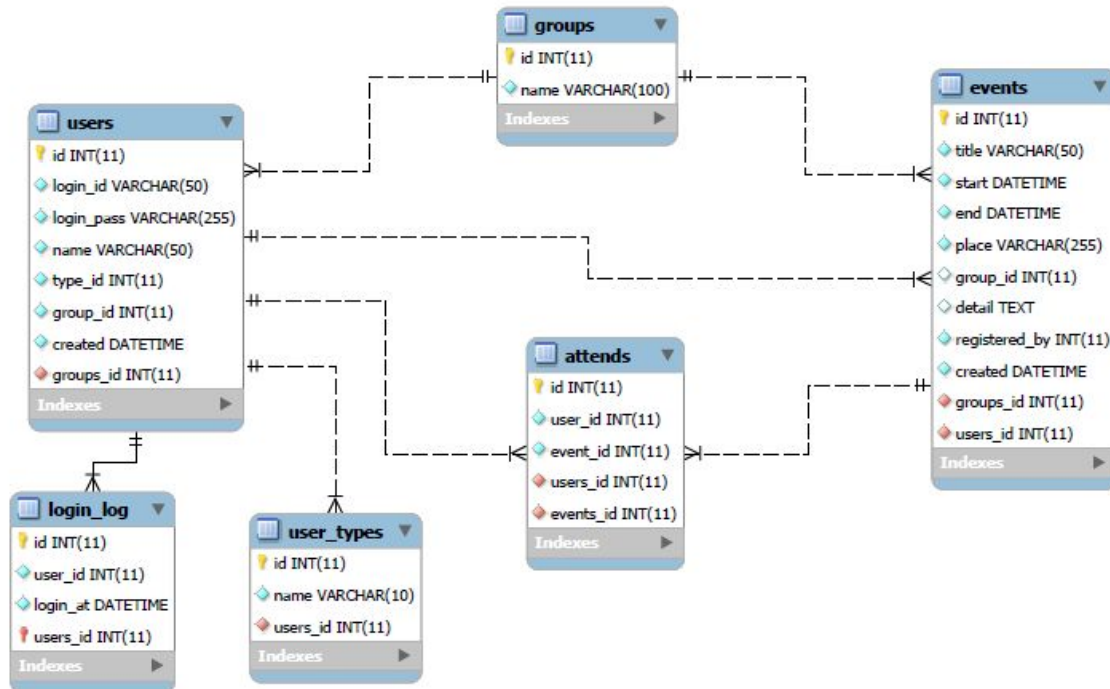 groups
id INT(11)
name VARCHAR(100)
Indexes
users
id INT(11)
login_id VARCHAR(50)
login_pass VARCHAR(255)
name VARCHAR(50)
type_id INT(11)
group_id INT(11)
created DATETIME
groups_id INT(11)
Indexes
events
id INT(11)
title VARCHAR(50)
start DATETIME
end DATETIME
place VARCHAR(255)
group_id INT(11)
detail TEXT
registered_by INT(11)
created DATETIME
groups_id INT(11)
users_id INT(11)
Indexes
attends
id INT(11)
user_id INT(11)
event_id INT(11)
users_id INT(11)
events_id INT(11)
Indexes
login_log
id INT(11)
user_id INT(11)
login_at DATETIME
users_id INT(11)
Indexes
user_types
id INT(11)
name VARCHAR(10)
users_id INT(11)
Indexes